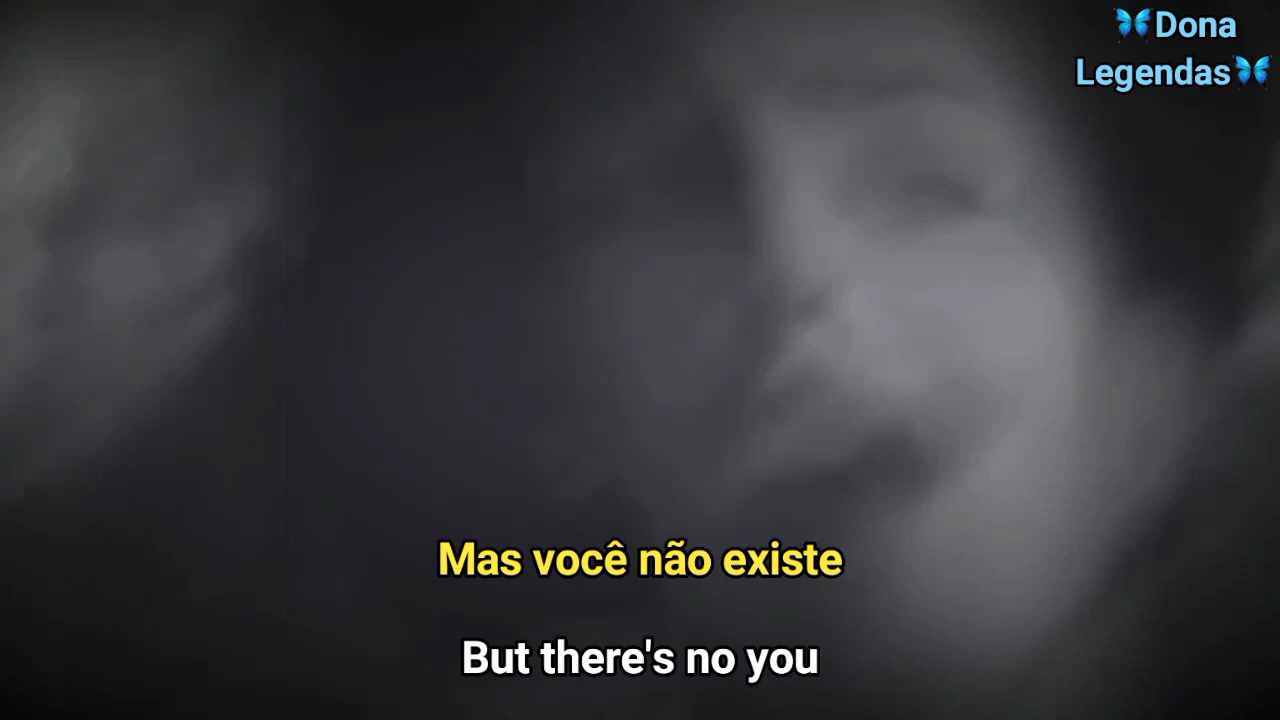 🦋Dona
Legendas🦋
Mas você não existe
But there's no you